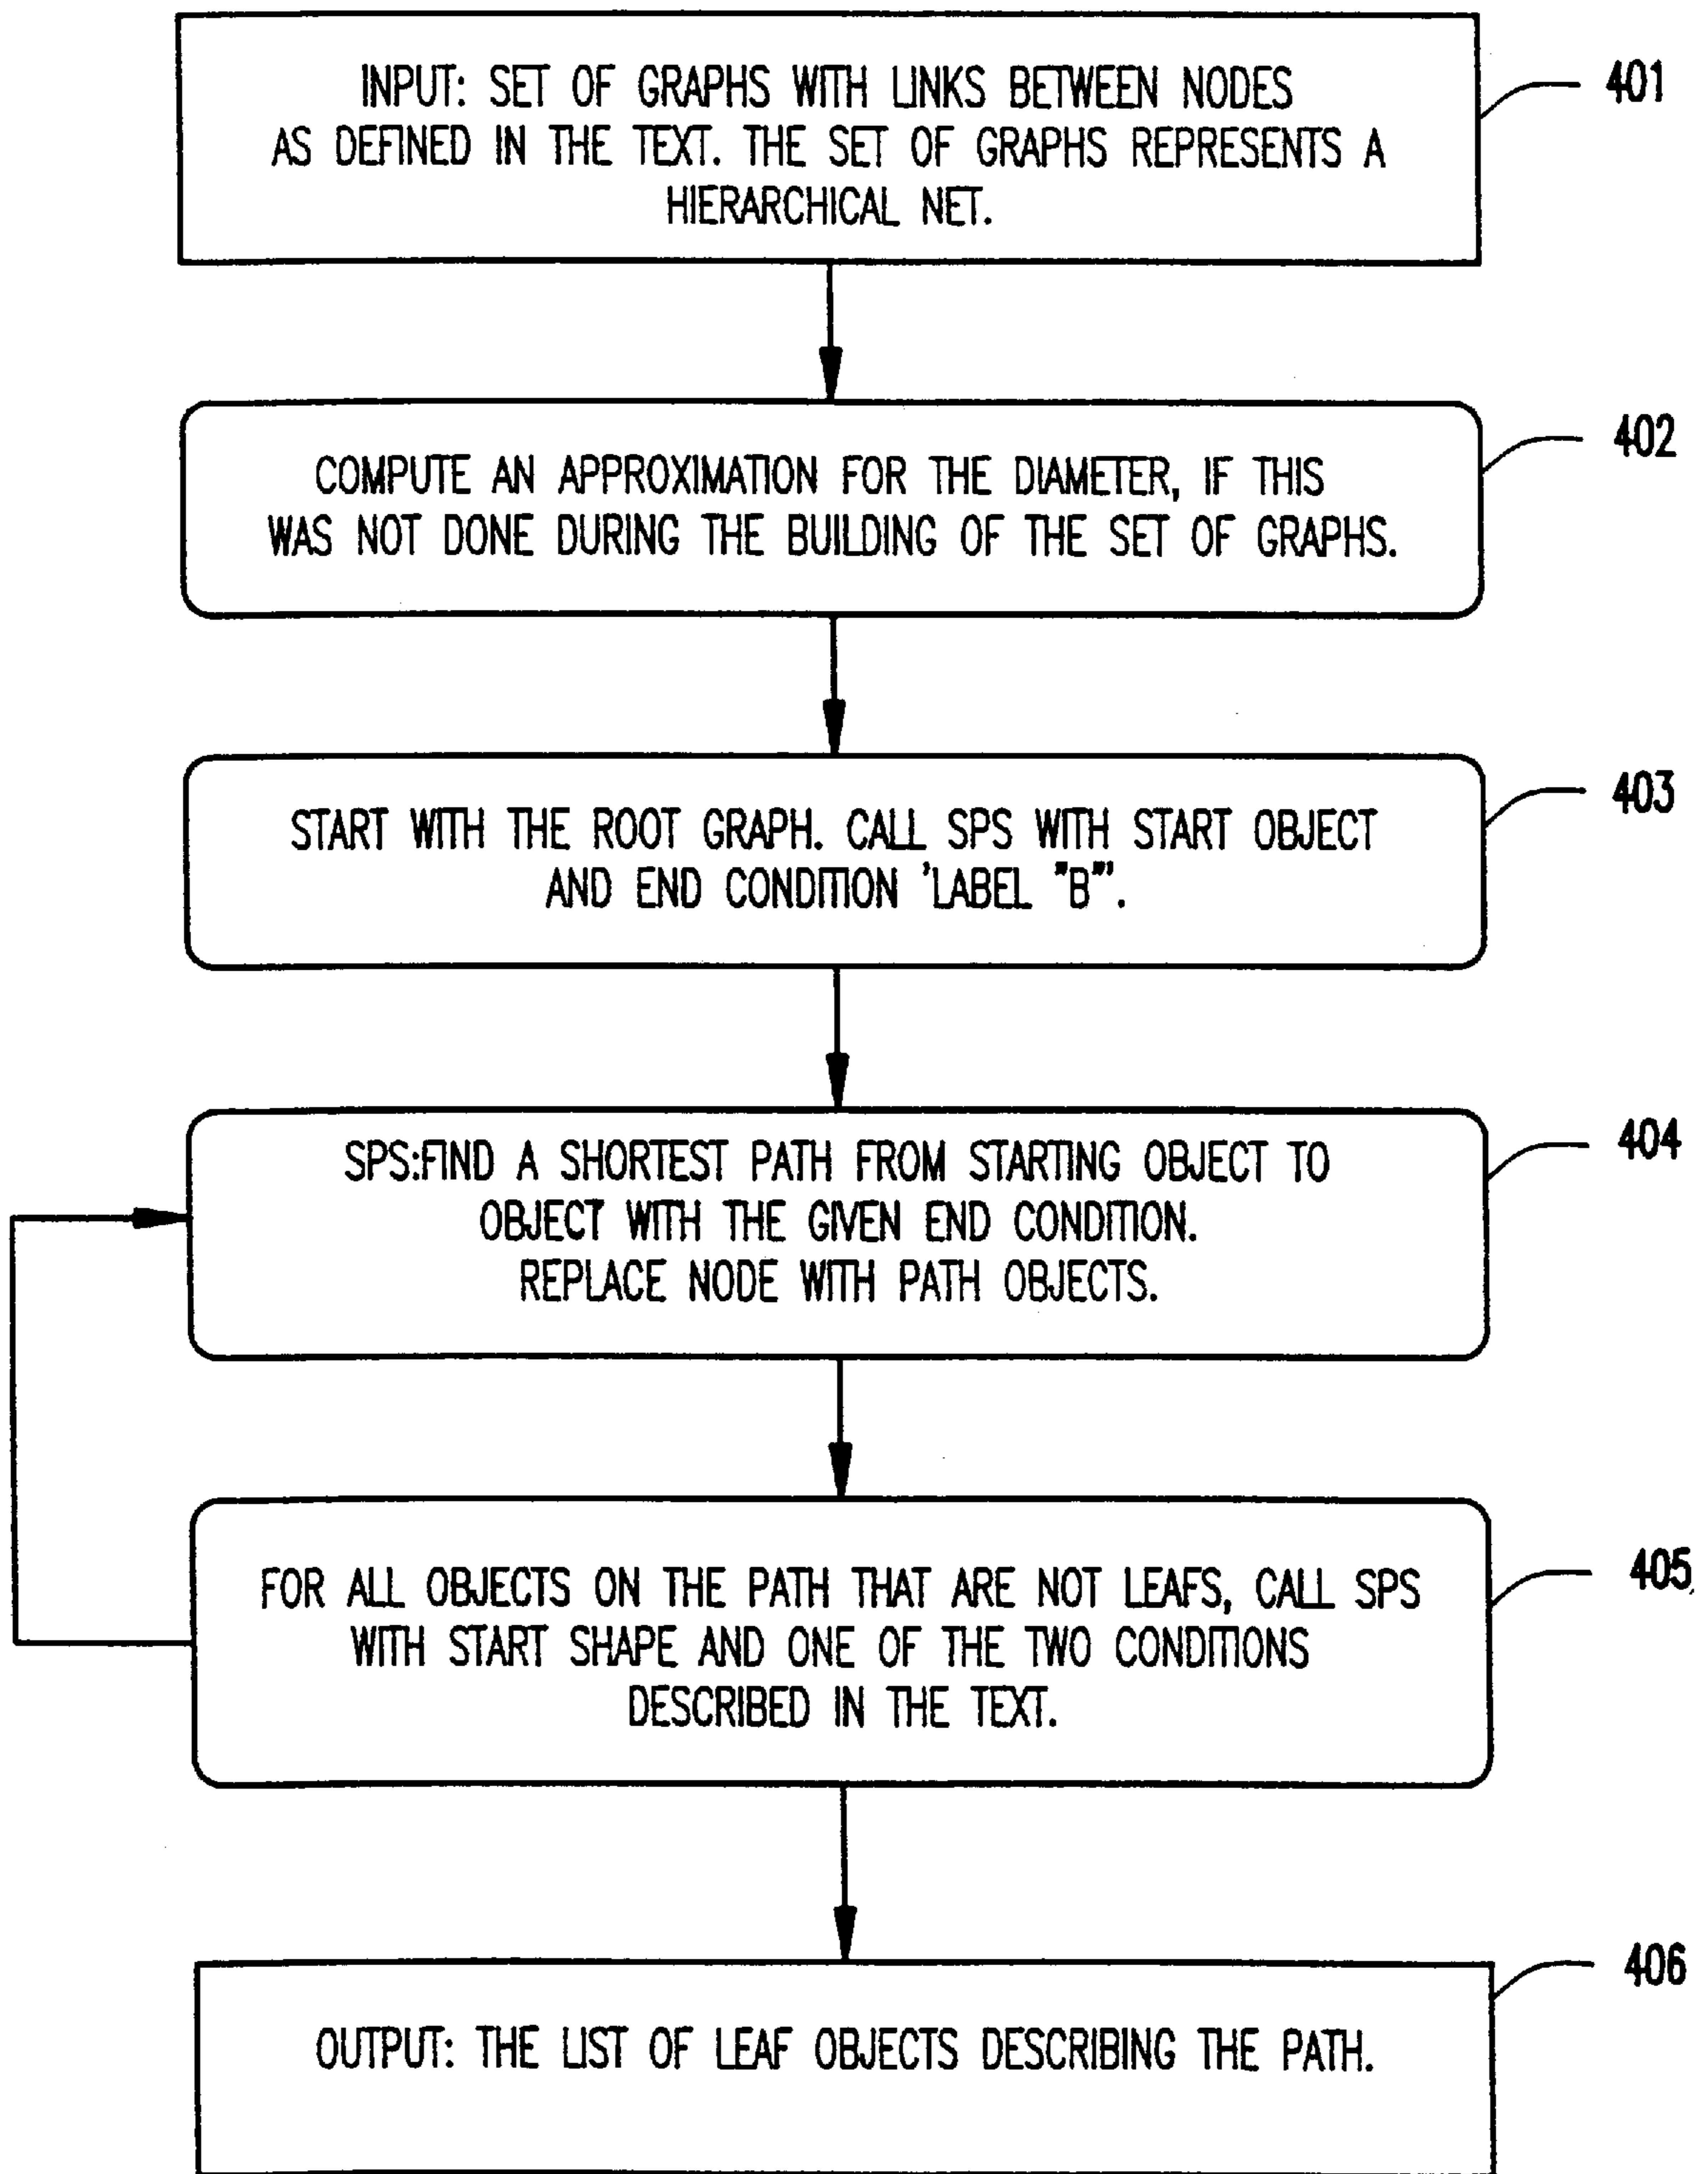 INPUT: SET OF GRAPHS WITH LINKS BETWEEN NODES
AS DEFINED IN THE TEXT. THE SET OF GRAPHS REPRESENTS A
HIERARCHICAL NET.
401
COMPUTE AN APPROXIMATION FOR THE DIAMETER, IF THIS
WAS NOT DONE DURING THE BUILDING OF THE SET OF GRAPHS.
402
START WITH THE ROOT GRAPH. CALL SPS WITH START OBJECT
AND END CONDITION 'LABEL "B"'.
403
SPS:FIND A SHORTEST PATH FROM STARTING OBJECT TO
OBJECT WITH THE GIVEN END CONDITION.
REPLACE NODE WITH PATH OBJECTS.
404
FOR ALL OBJECTS ON THE PATH THAT ARE NOT LEAFS, CALL SPS
WITH START SHAPE AND ONE OF THE TWO CONDITIONS
DESCRIBED IN THE TEXT.
405
OUTPUT: THE LIST OF LEAF OBJECTS DESCRIBING THE PATH.
406